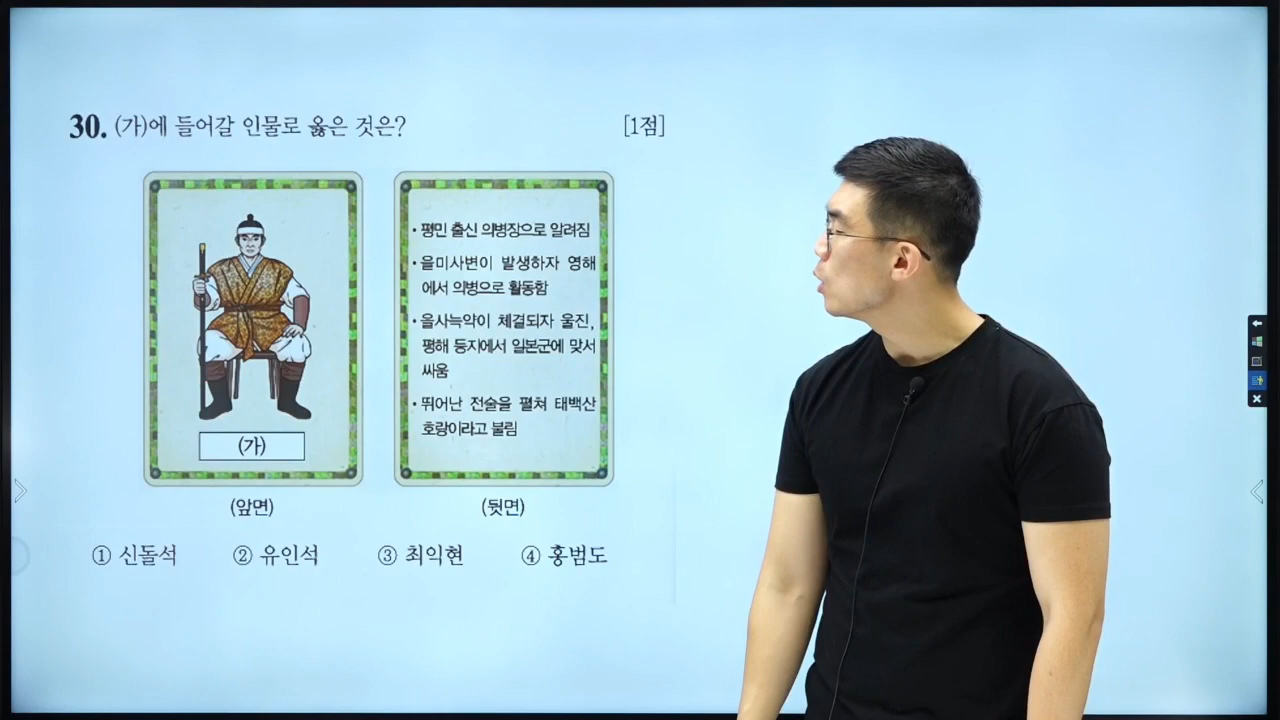 30. (가)에 들어갈 인물로 옳은 것은? [1점]
(가)
• 평민 출신 의병장으로 알려짐
• 을미사변이 발생하자 영해
에서 의병으로 활동함
• 을사늑약이 체결되자 울진,
평해 등지에서 일본군에 맞서
싸움
• 뛰어난 전술을 펼쳐 태백산
호랑이라고 불림
(앞면) (뒷면)
① 신돌석 ② 유인석 ③ 최익현 ④ 홍범도